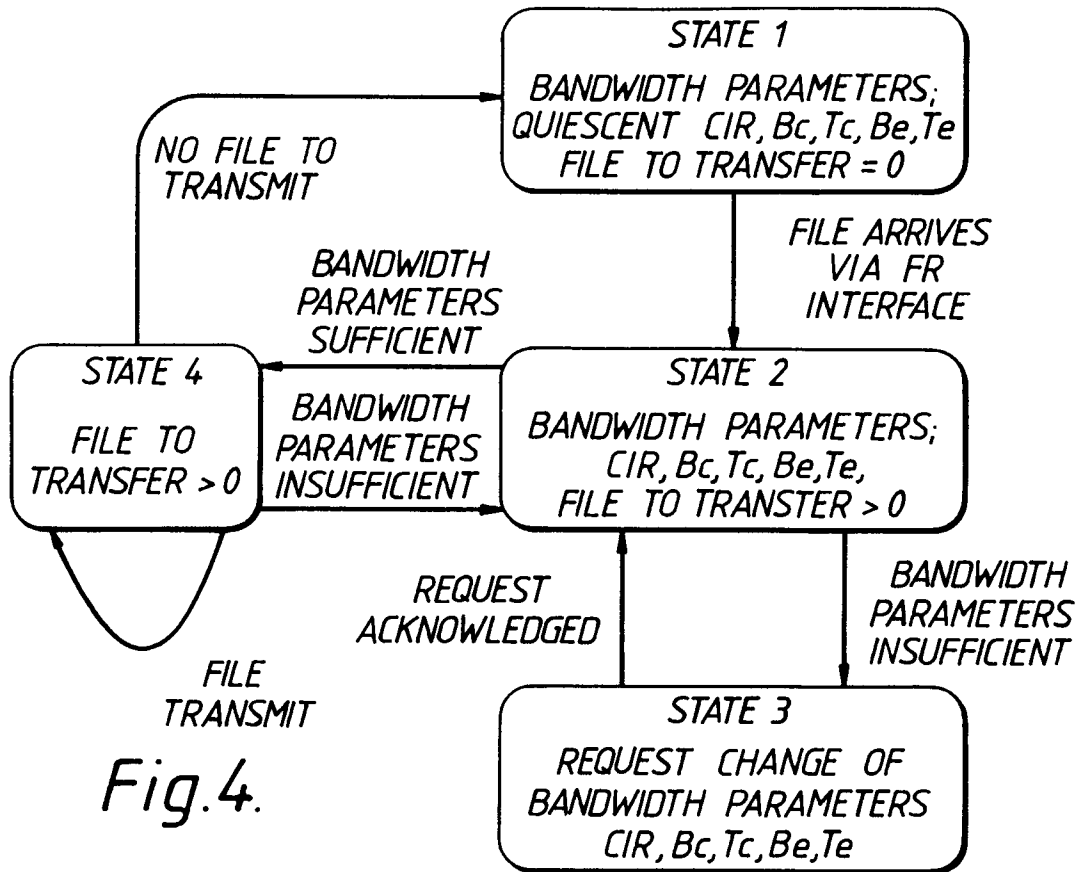 STATE 1
BANDWIDTH PARAMETERS;
QUIESCENT CIR, Bc, Tc, Be, Te
FILE TO TRANSFER = 0
NO FILE TO
TRANSMIT
FILE ARRIVES
VIA FR
INTERFACE
BANDWIDTH
PARAMETERS
SUFFICIENT
STATE 4
FILE TO
TRANSFER > 0
BANDWIDTH
PARAMETERS
INSUFFICIENT
STATE 2
BANDWIDTH PARAMETERS;
CIR, Bc, Tc, Be, Te,
FILE TO TRANSTER > 0
REQUEST
ACKNOWLEDGED
BANDWIDTH
PARAMETERS
INSUFFICIENT
FILE
TRANSMIT
STATE 3
REQUEST CHANGE OF
BANDWIDTH PARAMETERS
CIR, Bc, Tc, Be, Te
Fig.4.